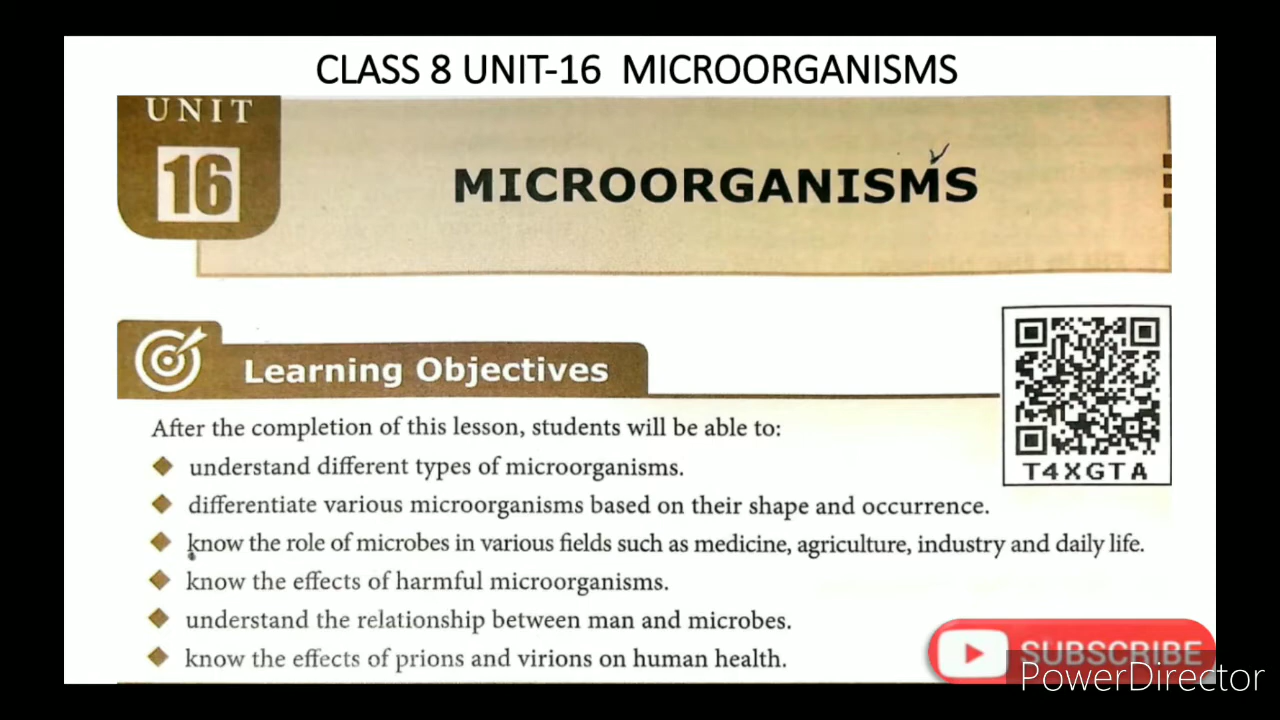 CLASS 8 UNIT-16 MICROORGANISMS
UNIT
16
MICROORGANISMS
Learning Objectives
T4XGTA
After the completion of this lesson, students will be able to:
understand different types of microorganisms.
differentiate various microorganisms based on their shape and occurrence.
know the role of microbes in various fields such as medicine, agriculture, industry and daily life.
know the effects of harmful microorganisms.
understand the relationship between man and microbes.
know the effects of prions and virions on human health.
SUBSCRIBE
PowerDirector